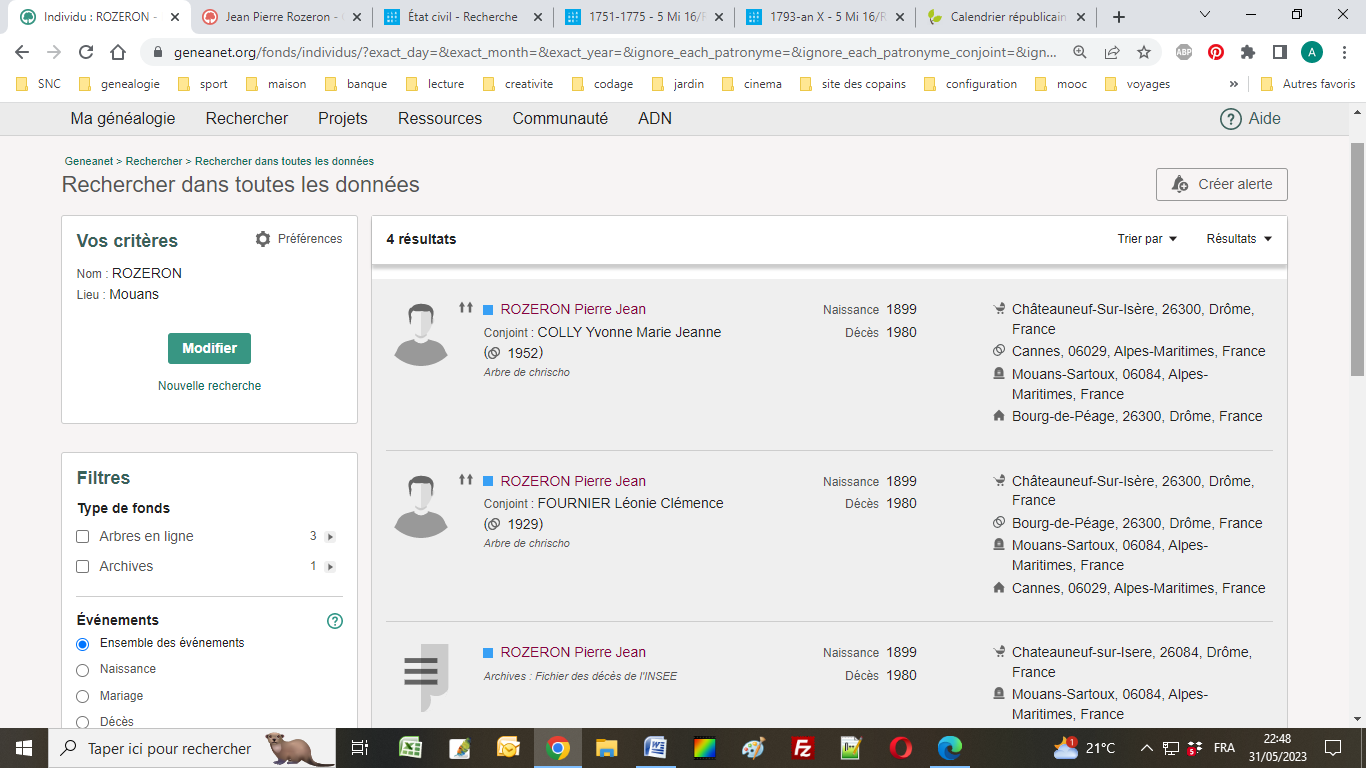 Individu : ROZERON -
Jean Pierre Rozeron -
État civil - Recherche
1751-1775 - 5 Mi 16/
1793-an X - 5 Mi 16/
Calendrier républicain
geneanet.org/fonds/individus/?exact_day=&exact_month=&exact_year=&ignore_each_patronyme=&ignore_each_patronyme_conjoint=&ign...
ABP
A
SNC
genealogie
sport
maison
banque
lecture
creativite
codage
jardin
cinema
site des copains
configuration
mooc
voyages
»
Autres favoris
Ma généalogie
Rechercher
Projets
Ressources
Communauté
ADN
Aide
Geneanet > Rechercher > Rechercher dans toutes les données
Rechercher dans toutes les données
Créer alerte
Vos critères
Préférences
Nom : ROZERON
Lieu : Mouans
Modifier
Nouvelle recherche
Filtres
Type de fonds
Arbres en ligne 3
Archives 1
Événements
Ensemble des événements
Naissance
Mariage
Décès
4 résultats
Trier par
Résultats
ROZERON Pierre Jean
Conjoint : COLLY Yvonne Marie Jeanne
( 1952)
Arbre de chrischo
Naissance 1899
Décès 1980
Châteauneuf-Sur-Isère, 26300, Drôme,
France
Cannes, 06029, Alpes-Maritimes, France
Mouans-Sartoux, 06084, Alpes-
Maritimes, France
Bourg-de-Péage, 26300, Drôme, France
ROZERON Pierre Jean
Conjoint : FOURNIER Léonie Clémence
( 1929)
Arbre de chrischo
Naissance 1899
Décès 1980
Châteauneuf-Sur-Isère, 26300, Drôme,
France
Bourg-de-Péage, 26300, Drôme, France
Mouans-Sartoux, 06084, Alpes-
Maritimes, France
Cannes, 06029, Alpes-Maritimes, France
ROZERON Pierre Jean
Archives : Fichier des décès de l'INSEE
Naissance 1899
Décès 1980
Chateauneuf-sur-Isere, 26084, Drôme,
France
Mouans-Sartoux, 06084, Alpes-
Maritimes, France
Taper ici pour rechercher
1
21°C
FRA
22:48
31/05/2023